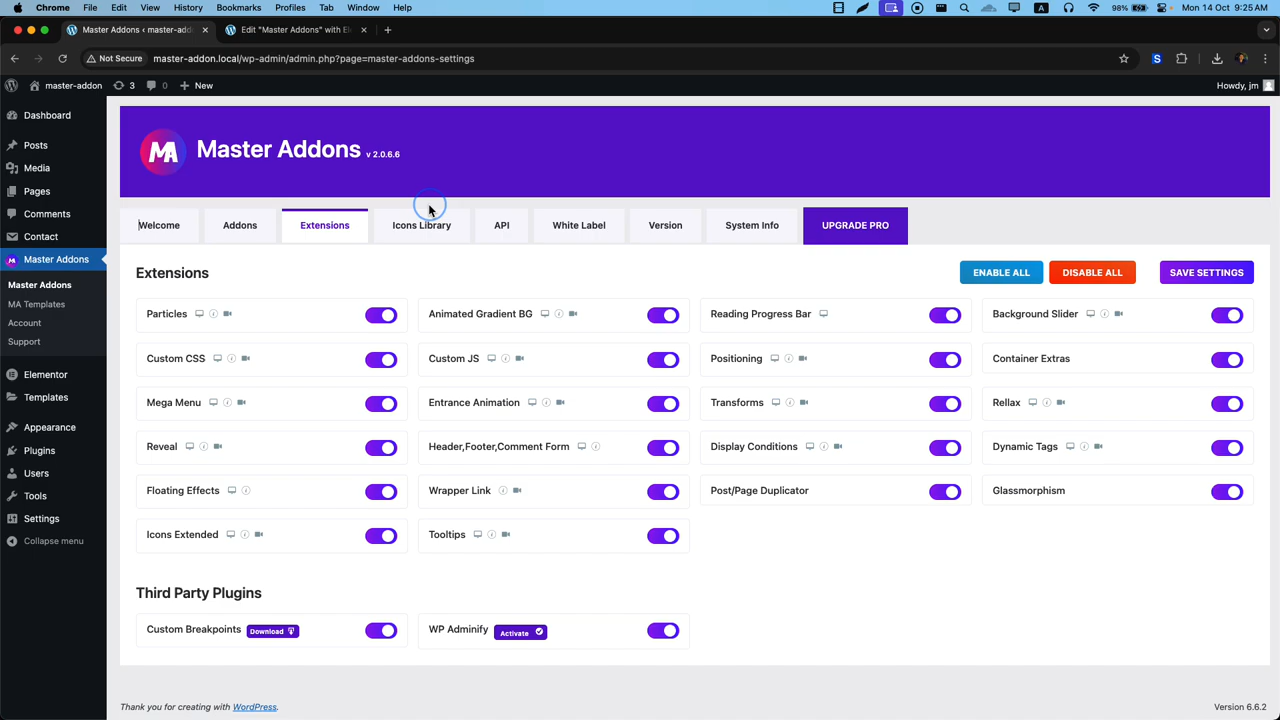 Chrome File Edit View History Bookmarks Profiles Tab Window Help A 98% Mon 14 Oct 9:25 AM
Master Addons ‹ master-add Edit "Master Addons" with El
Not Secure master-addon.local/wp-admin/admin.php?page=master-addons-settings
master-addon 3 0 New Howdy, jm
Dashboard
Posts
Media
Pages
Comments
Contact
Master Addons
Master Addons
MA Templates
Account
Support
Elementor
Templates
Appearance
Plugins
Users
Tools
Settings
Collapse menu
MA Master Addons v 2.0.6.6
Welcome Addons Extensions Icons Library API White Label Version System Info UPGRADE PRO
Extensions ENABLE ALL DISABLE ALL SAVE SETTINGS
Particles Animated Gradient BG Reading Progress Bar Background Slider
Custom CSS Custom JS Positioning Container Extras
Mega Menu Entrance Animation Transforms Rellax
Reveal Header,Footer,Comment Form Display Conditions Dynamic Tags
Floating Effects Wrapper Link Post/Page Duplicator Glassmorphism
Icons Extended Tooltips
Third Party Plugins
Custom Breakpoints Download WP Adminify Activate
Thank you for creating with WordPress. Version 6.6.2